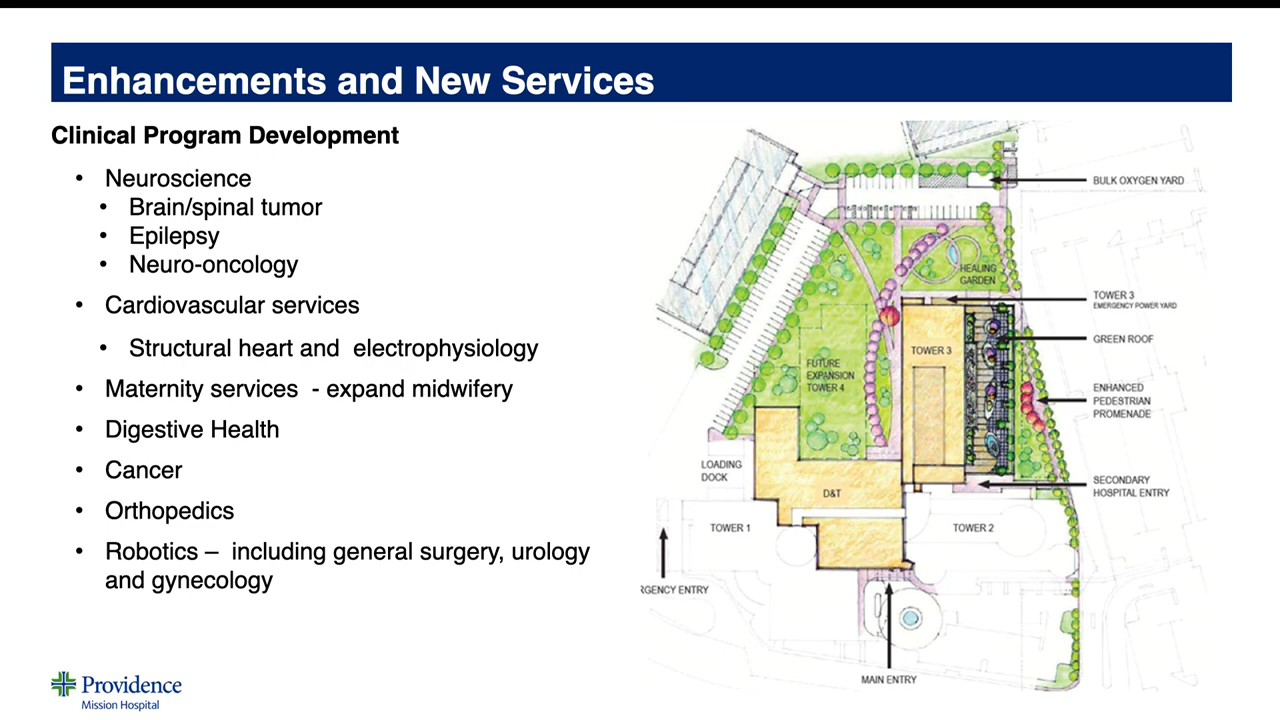 Enhancements and New Services
Clinical Program Development
• Neuroscience
• Brain/spinal tumor
• Epilepsy
• Neuro-oncology
• Cardiovascular services
• Structural heart and electrophysiology
• Maternity services - expand midwifery
• Digestive Health
• Cancer
• Orthopedics
• Robotics – including general surgery, urology
and gynecology
BULK OXYGEN YARD
HEALING
GARDEN
TOWER 3
EMERGENCY POWER YARD
GREEN ROOF
TOWER 3
FUTURE
EXPANSION
TOWER 4
ENHANCED
PEDESTRIAN
PROMENADE
LOADING
DOCK
SECONDARY
HOSPITAL ENTRY
D&T
TOWER 1
TOWER 2
RGENCY ENTRY
MAIN ENTRY
Providence
Mission Hospital